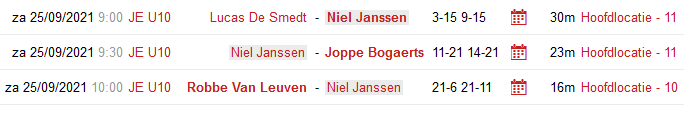 za 25/09/2021 9:00 JE U10 Lucas De Smedt - Niel Janssen 3-15 9-15 30m Hoofdlocatie - 11
za 25/09/2021 9:30 JE U10 Niel Janssen - Joppe Bogaerts 11-21 14-21 23m Hoofdlocatie - 11
za 25/09/2021 10:00 JE U10 Robbe Van Leuven - Niel Janssen 21-6 21-11 16m Hoofdlocatie - 10